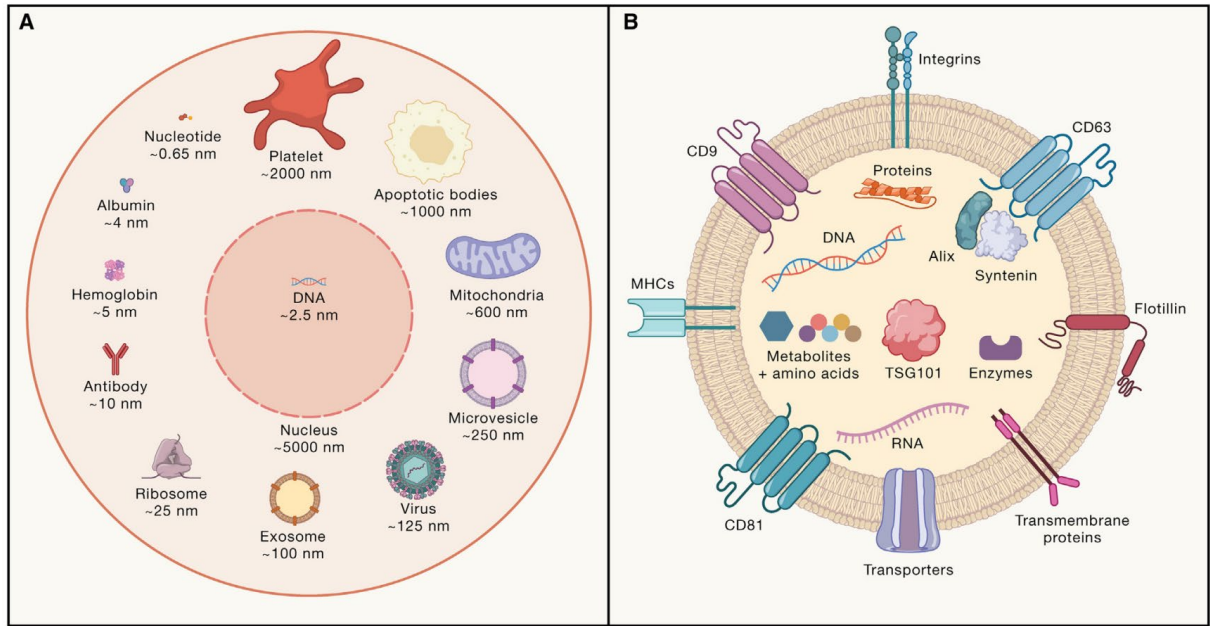 A
Nucleotide
~0.65 nm
Platelet
~2000 nm
Apoptotic bodies
~1000 nm
Albumin
~4 nm
DNA
~2.5 nm
Mitochondria
~600 nm
Hemoglobin
~5 nm
Antibody
~10 nm
Microvesicle
~250 nm
Nucleus
~5000 nm
Ribosome
~25 nm
Exosome
~100 nm
Virus
~125 nm
B
Integrins
CD9
CD63
Proteins
DNA
Alix
Syntenin
MHCs
Flotillin
Metabolites
+ amino acids
TSG101
Enzymes
RNA
CD81
Transmembrane
proteins
Transporters